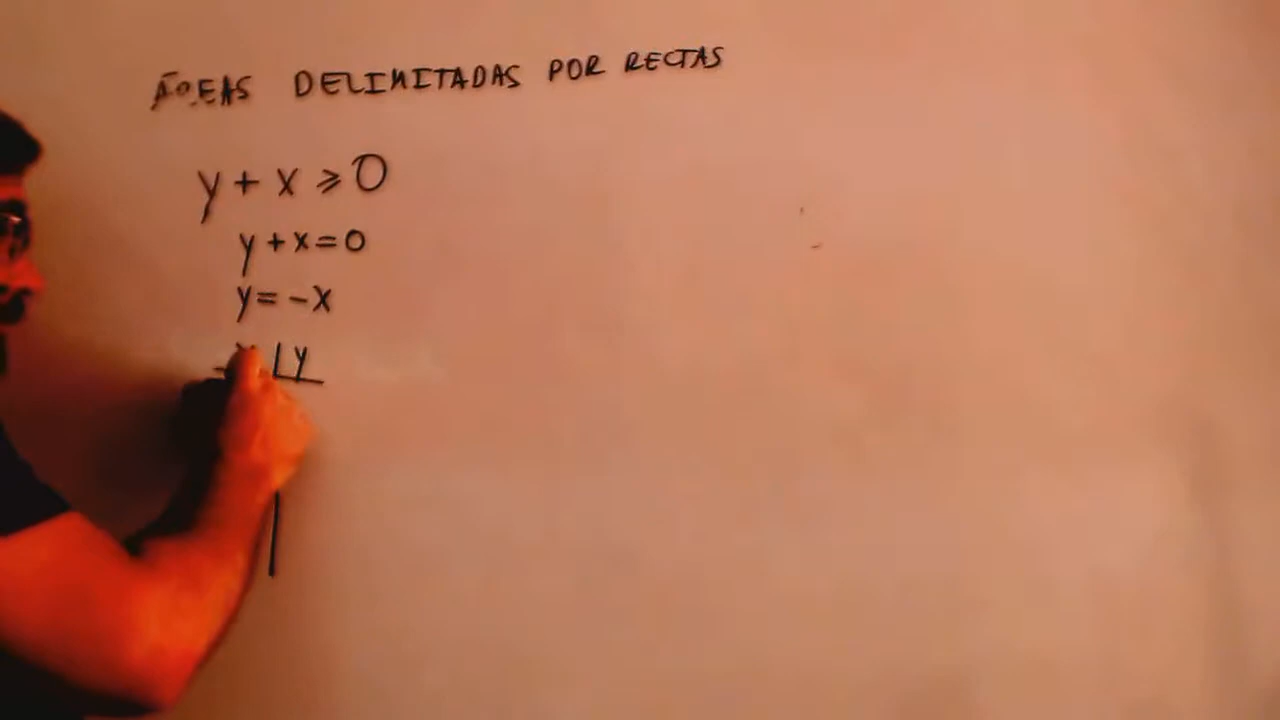 ÁREAS DELIMITADAS POR RECTAS
y + x ⩾ 0
y + x = 0
y = -x
x | y